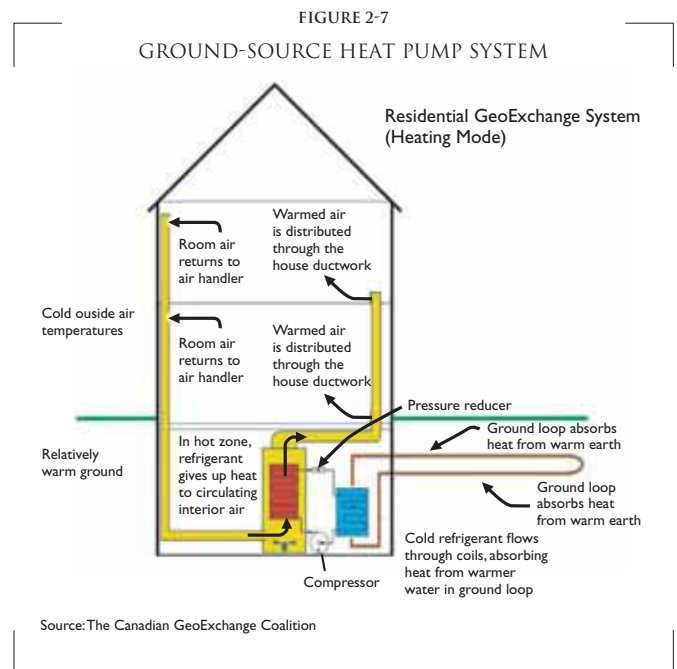 FIGURE 2-7
GROUND-SOURCE HEAT PUMP SYSTEM
Residential GeoExchange System
(Heating Mode)
Warmed air
is distributed
through the
house ductwork
Room air
returns to
air handler
Cold ouside air
temperatures
Room air
returns to
air handler
Warmed air
is distributed
through the
house ductwork
Pressure reducer
Ground loop absorbs
heat from warm earth
Relatively
warm ground
In hot zone,
refrigerant
gives up heat
to circulating
interior air
Ground loop
absorbs heat
from warm earth
Cold refrigerant flows
through coils, absorbing
heat from warmer
water in ground loop
Compressor
Source: The Canadian GeoExchange Coalition